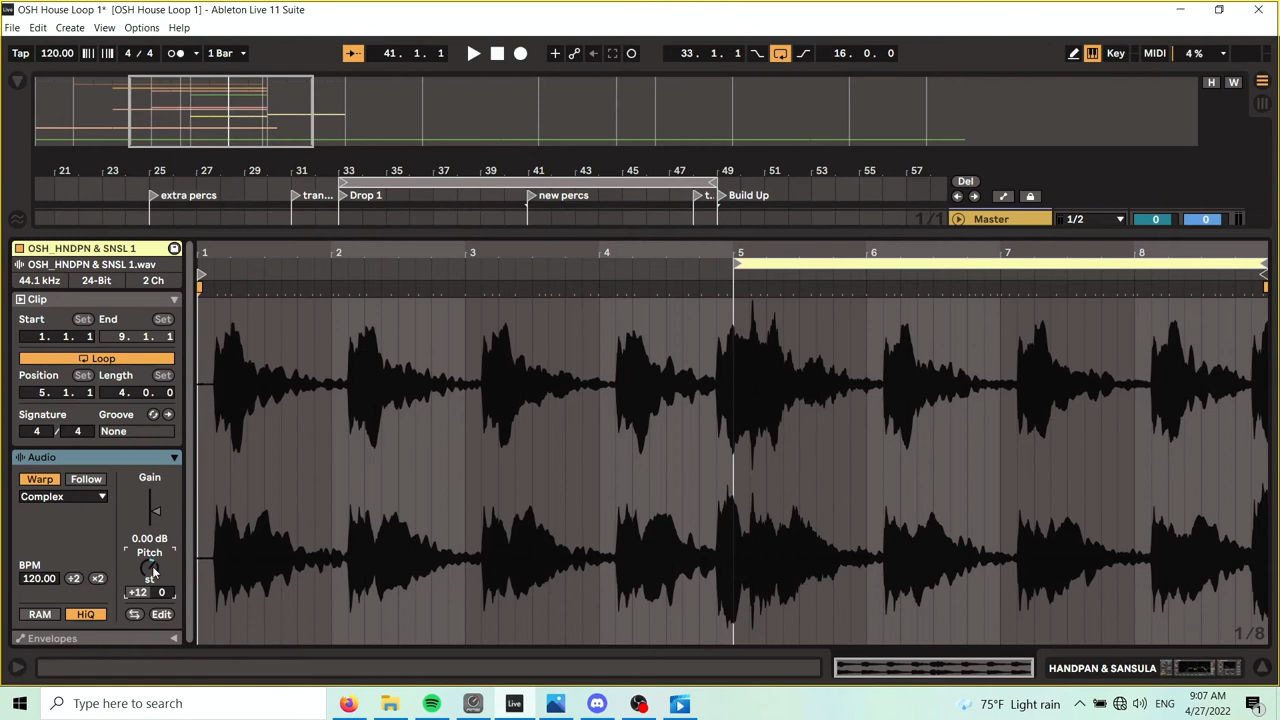 OSH House Loop 1* [OSH House Loop 1] - Ableton Live 11 Suite
File Edit Create View Options Help
Tap 120.00 4 / 4 1 Bar 41. 1. 1 33. 1. 1 16. 0. 0 Key MIDI 4 %
H W
21 23 25 27 29 31 33 35 37 39 41 43 45 47 49 51 53 55 57 Del
extra percs tran... Drop 1 new percs t... Build Up
1/1 Master 1/2 0 0
OSH_HNDPN & SNSL 1 1 2 3 4 5 6 7 8
OSH_HNDPN & SNSL 1.wav
44.1 kHz 24-Bit 2 Ch
Clip
Start Set End Set
1. 1. 1 9. 1. 1
Loop
Position Set Length Set
5. 1. 1 4. 0. 0
Signature Groove
4 / 4 None
Audio
Warp Follow Gain
Complex
0.00 dB
Pitch
BPM
120.00 ÷2 ×2 st
+12 0
RAM HiQ Edit
Envelopes 1/8
HANDPAN & SANSULA
Live Type here to search Live 75°F Light rain ENG 9:07 AM
4/27/2022 1